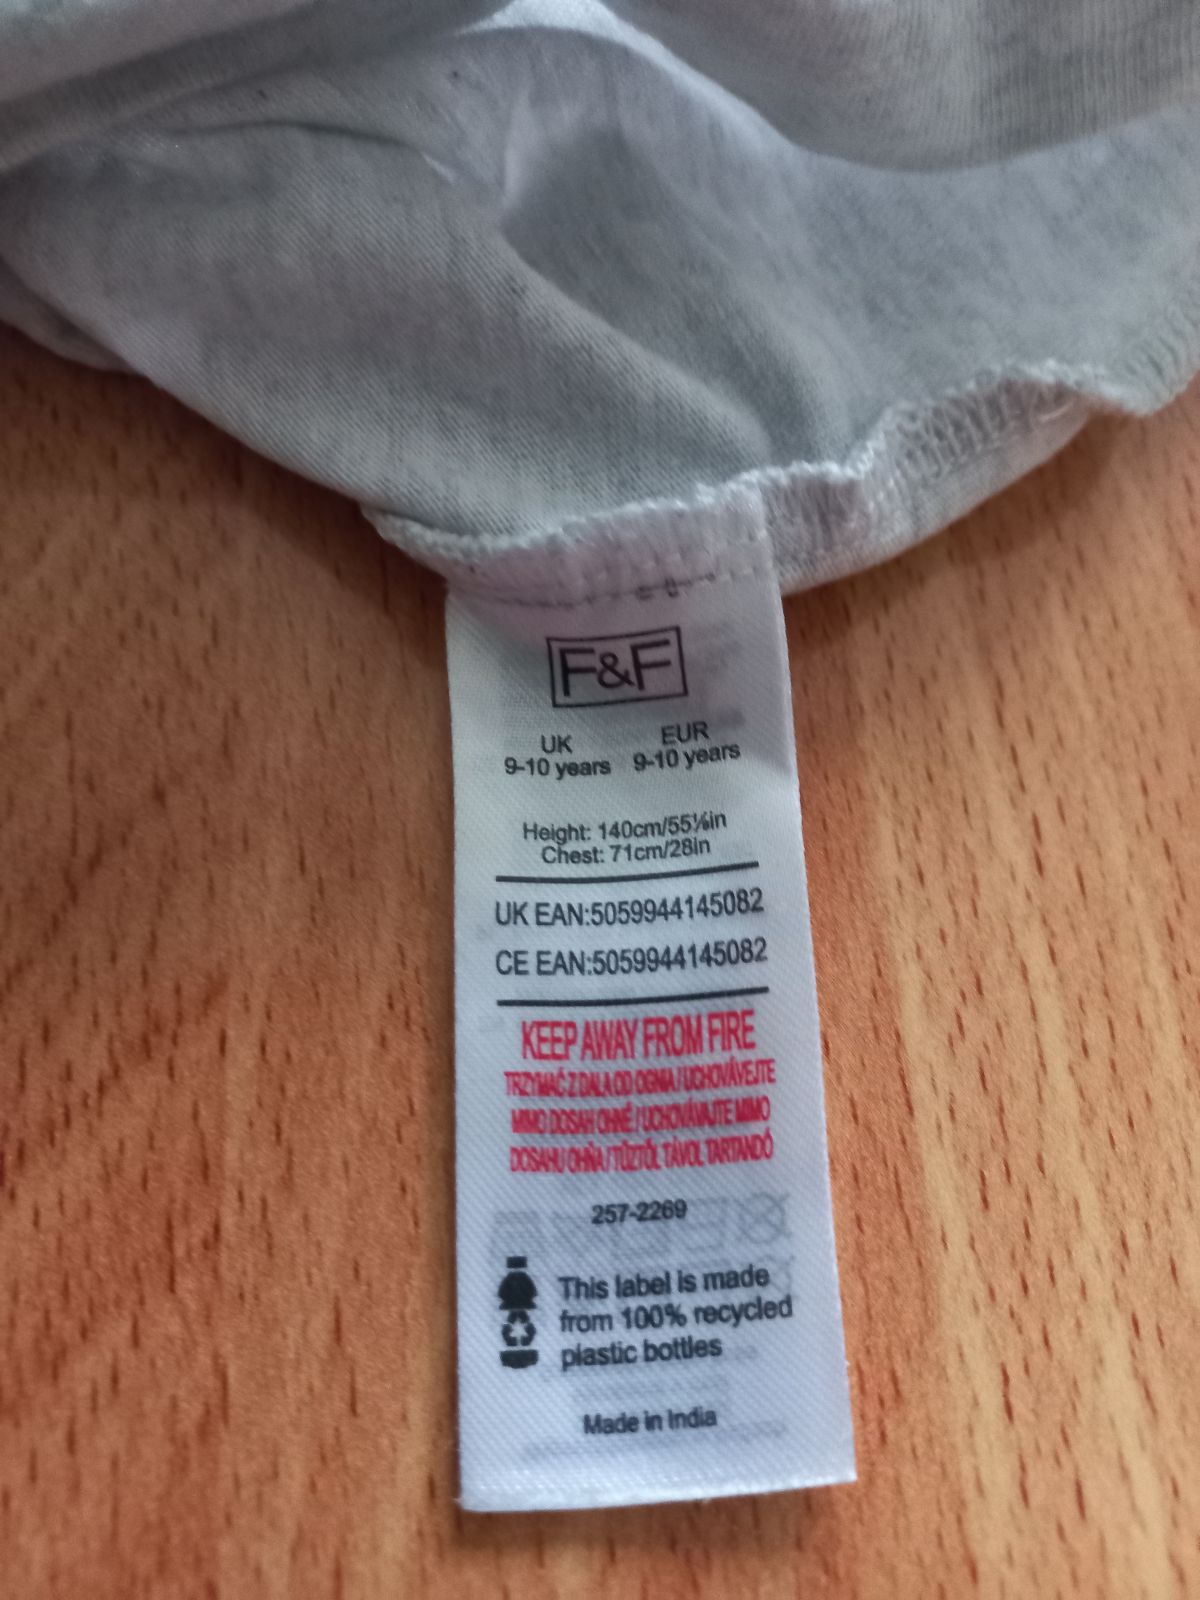 F&F
UK EUR
9-10 years 9-10 years
Height: 140cm/55⅛in
Chest: 71cm/28in
UK EAN:5059944145082
CE EAN:5059944145082
KEEP AWAY FROM FIRE
TRZYMAĆ Z DALA OD OGNIA / UCHOVÁVEJTE
MIMO DOSAH OHNĚ / UCHOVÁVAJTE MIMO
DOSAHU OHŇA / TŰZTŐL TÁVOL TARTANDÓ
257-2269
This label is made
from 100% recycled
plastic bottles
Made in India